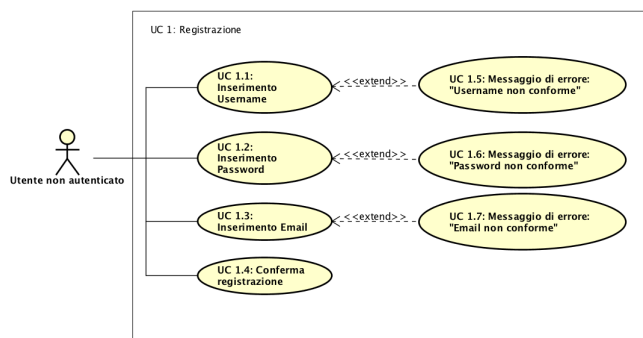 UC 1: Registrazione
UC 1.1:
Inserimento
Username
<<extend>>
UC 1.5: Messaggio di errore:
"Username non conforme"
UC 1.2:
Inserimento
Password
<<extend>>
UC 1.6: Messaggio di errore:
"Password non conforme"
Utente non autenticato
UC 1.3:
Inserimento Email
<<extend>>
UC 1.7: Messaggio di errore:
"Email non conforme"
UC 1.4: Conferma
registrazione